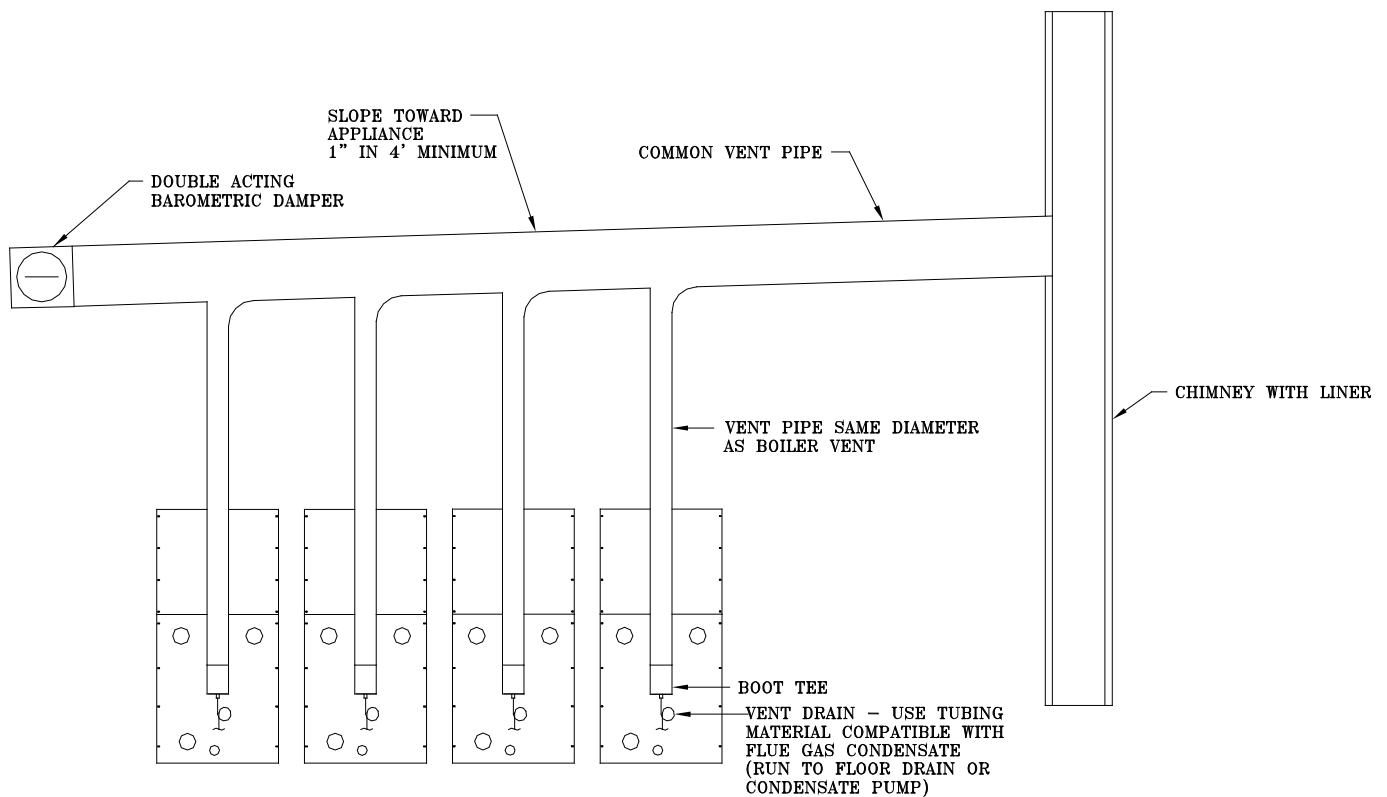 SLOPE TOWARD
APPLIANCE
1" IN 4' MINIMUM
COMMON VENT PIPE
DOUBLE ACTING
BAROMETRIC DAMPER
CHIMNEY WITH LINER
VENT PIPE SAME DIAMETER
AS BOILER VENT
BOOT TEE
VENT DRAIN – USE TUBING
MATERIAL COMPATIBLE WITH
FLUE GAS CONDENSATE
(RUN TO FLOOR DRAIN OR
CONDENSATE PUMP)